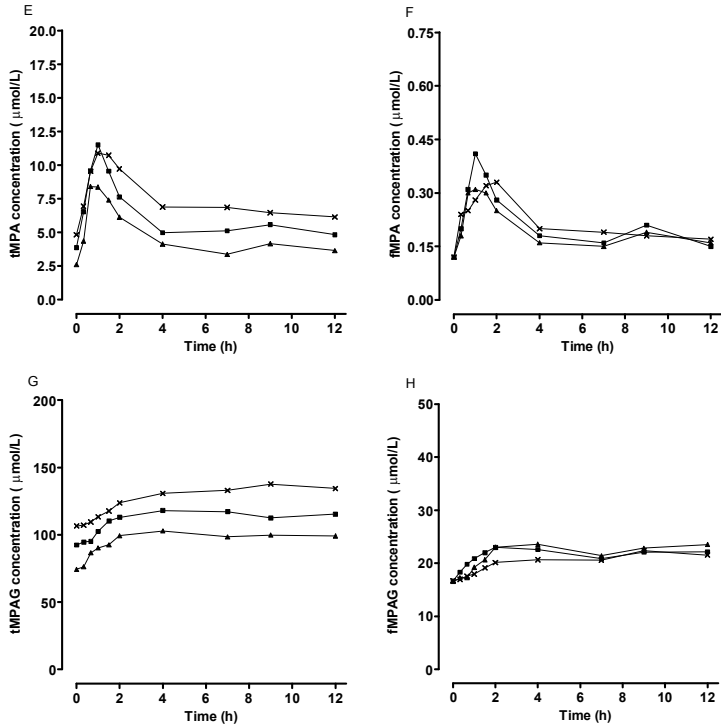 E
20.0
17.5
15.0
12.5
10.0
7.5
5.0
2.5
0.0
tMPA concentration ( μmol/L)
0 2 4 6 8 10 12
Time (h)
F
0.75
0.60
0.45
0.30
0.15
0.00
fMPA concentration ( μmol/L)
0 2 4 6 8 10 12
Time (h)
G
200
150
100
50
0
tMPAG concentration ( μmol/L)
0 2 4 6 8 10 12
Time (h)
H
50
40
30
20
10
0
fMPAG concentration ( μmol/L)
0 2 4 6 8 10 12
Time (h)